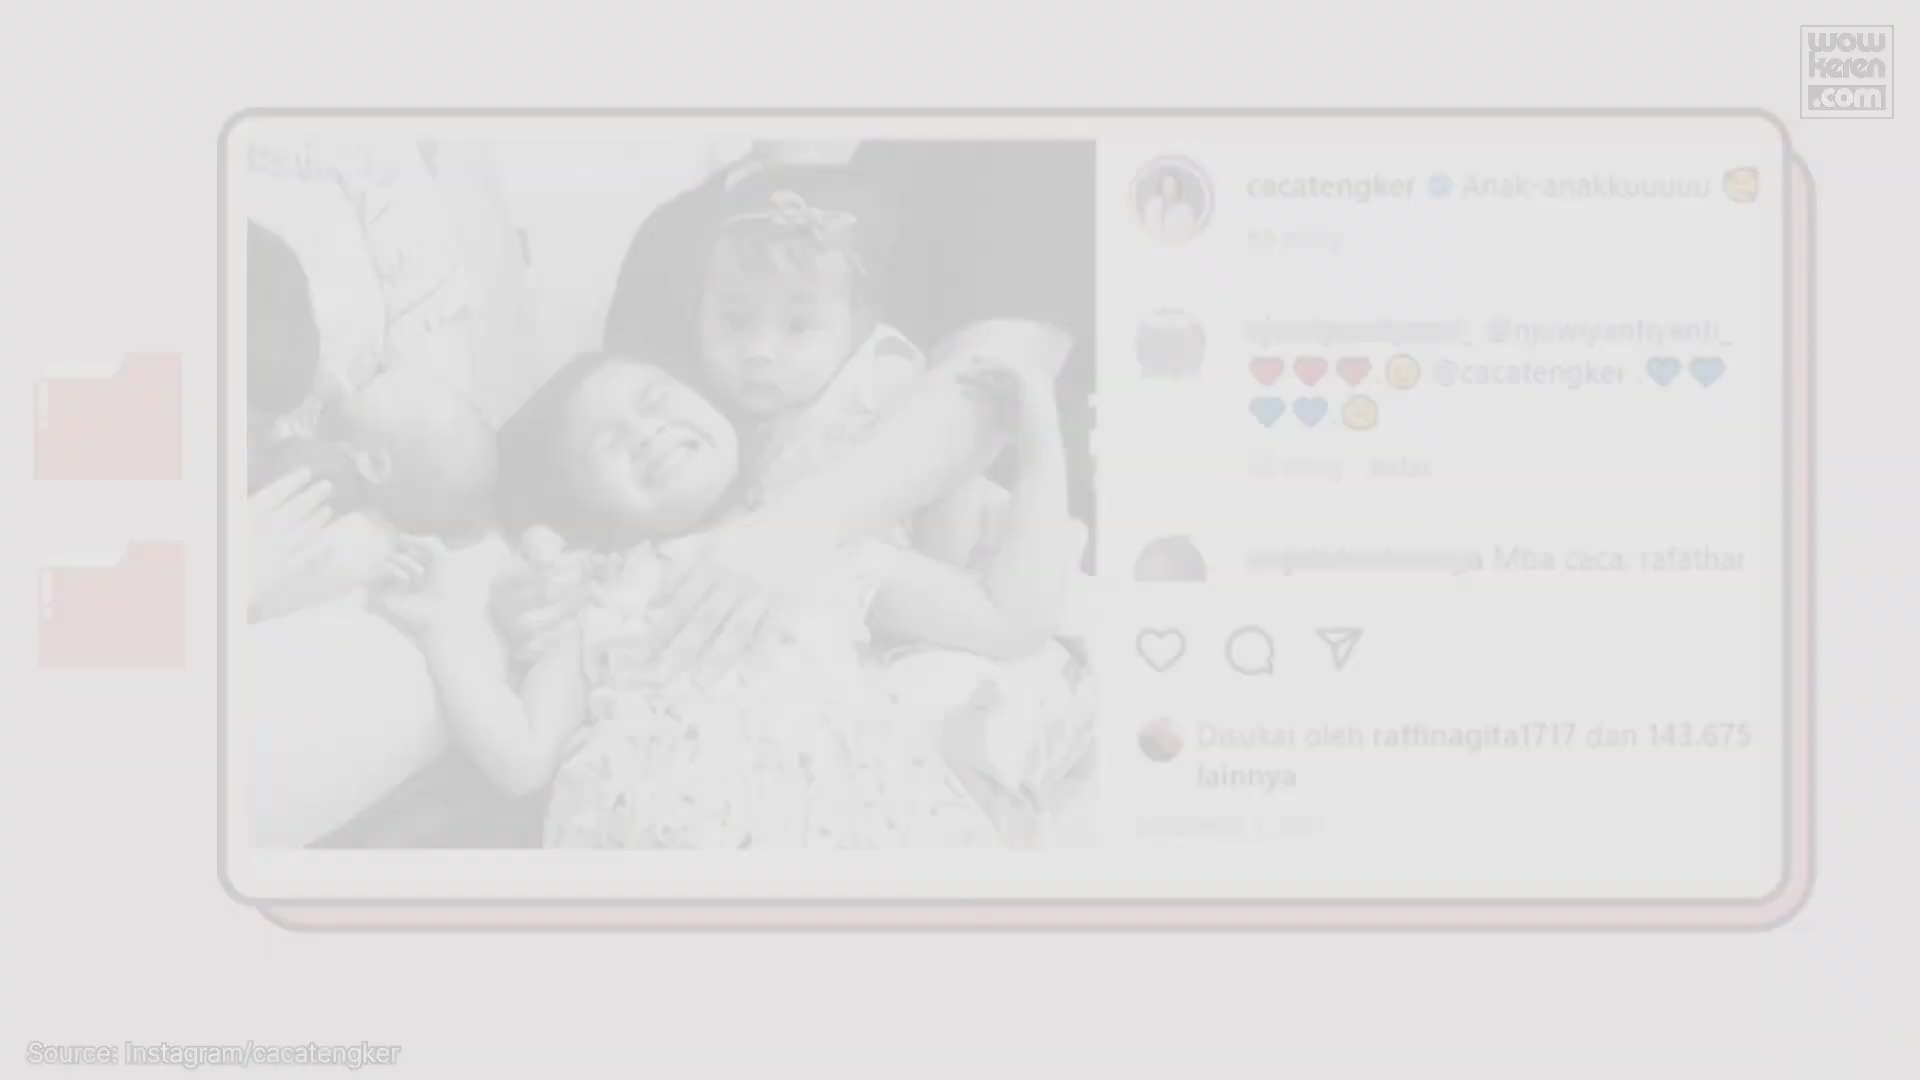 wow
keren
.com
cacatengker Anak-anakkuuuuu
@njuwiyantiyanti_
@cacatengker
balas
Mba caca, rafathar
Disukai oleh raffinagita1717 dan 143.675
lainnya
Source: Instagram/cacatengker